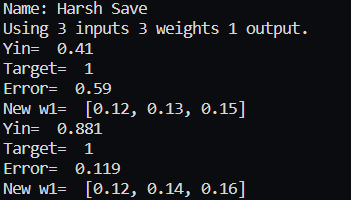 Name: Harsh Save
Using 3 inputs 3 weights 1 output.
Yin=  0.41
Target=  1
Error=  0.59
New w1=  [0.12, 0.13, 0.15]
Yin=  0.881
Target=  1
Error=  0.119
New w1=  [0.12, 0.14, 0.16]